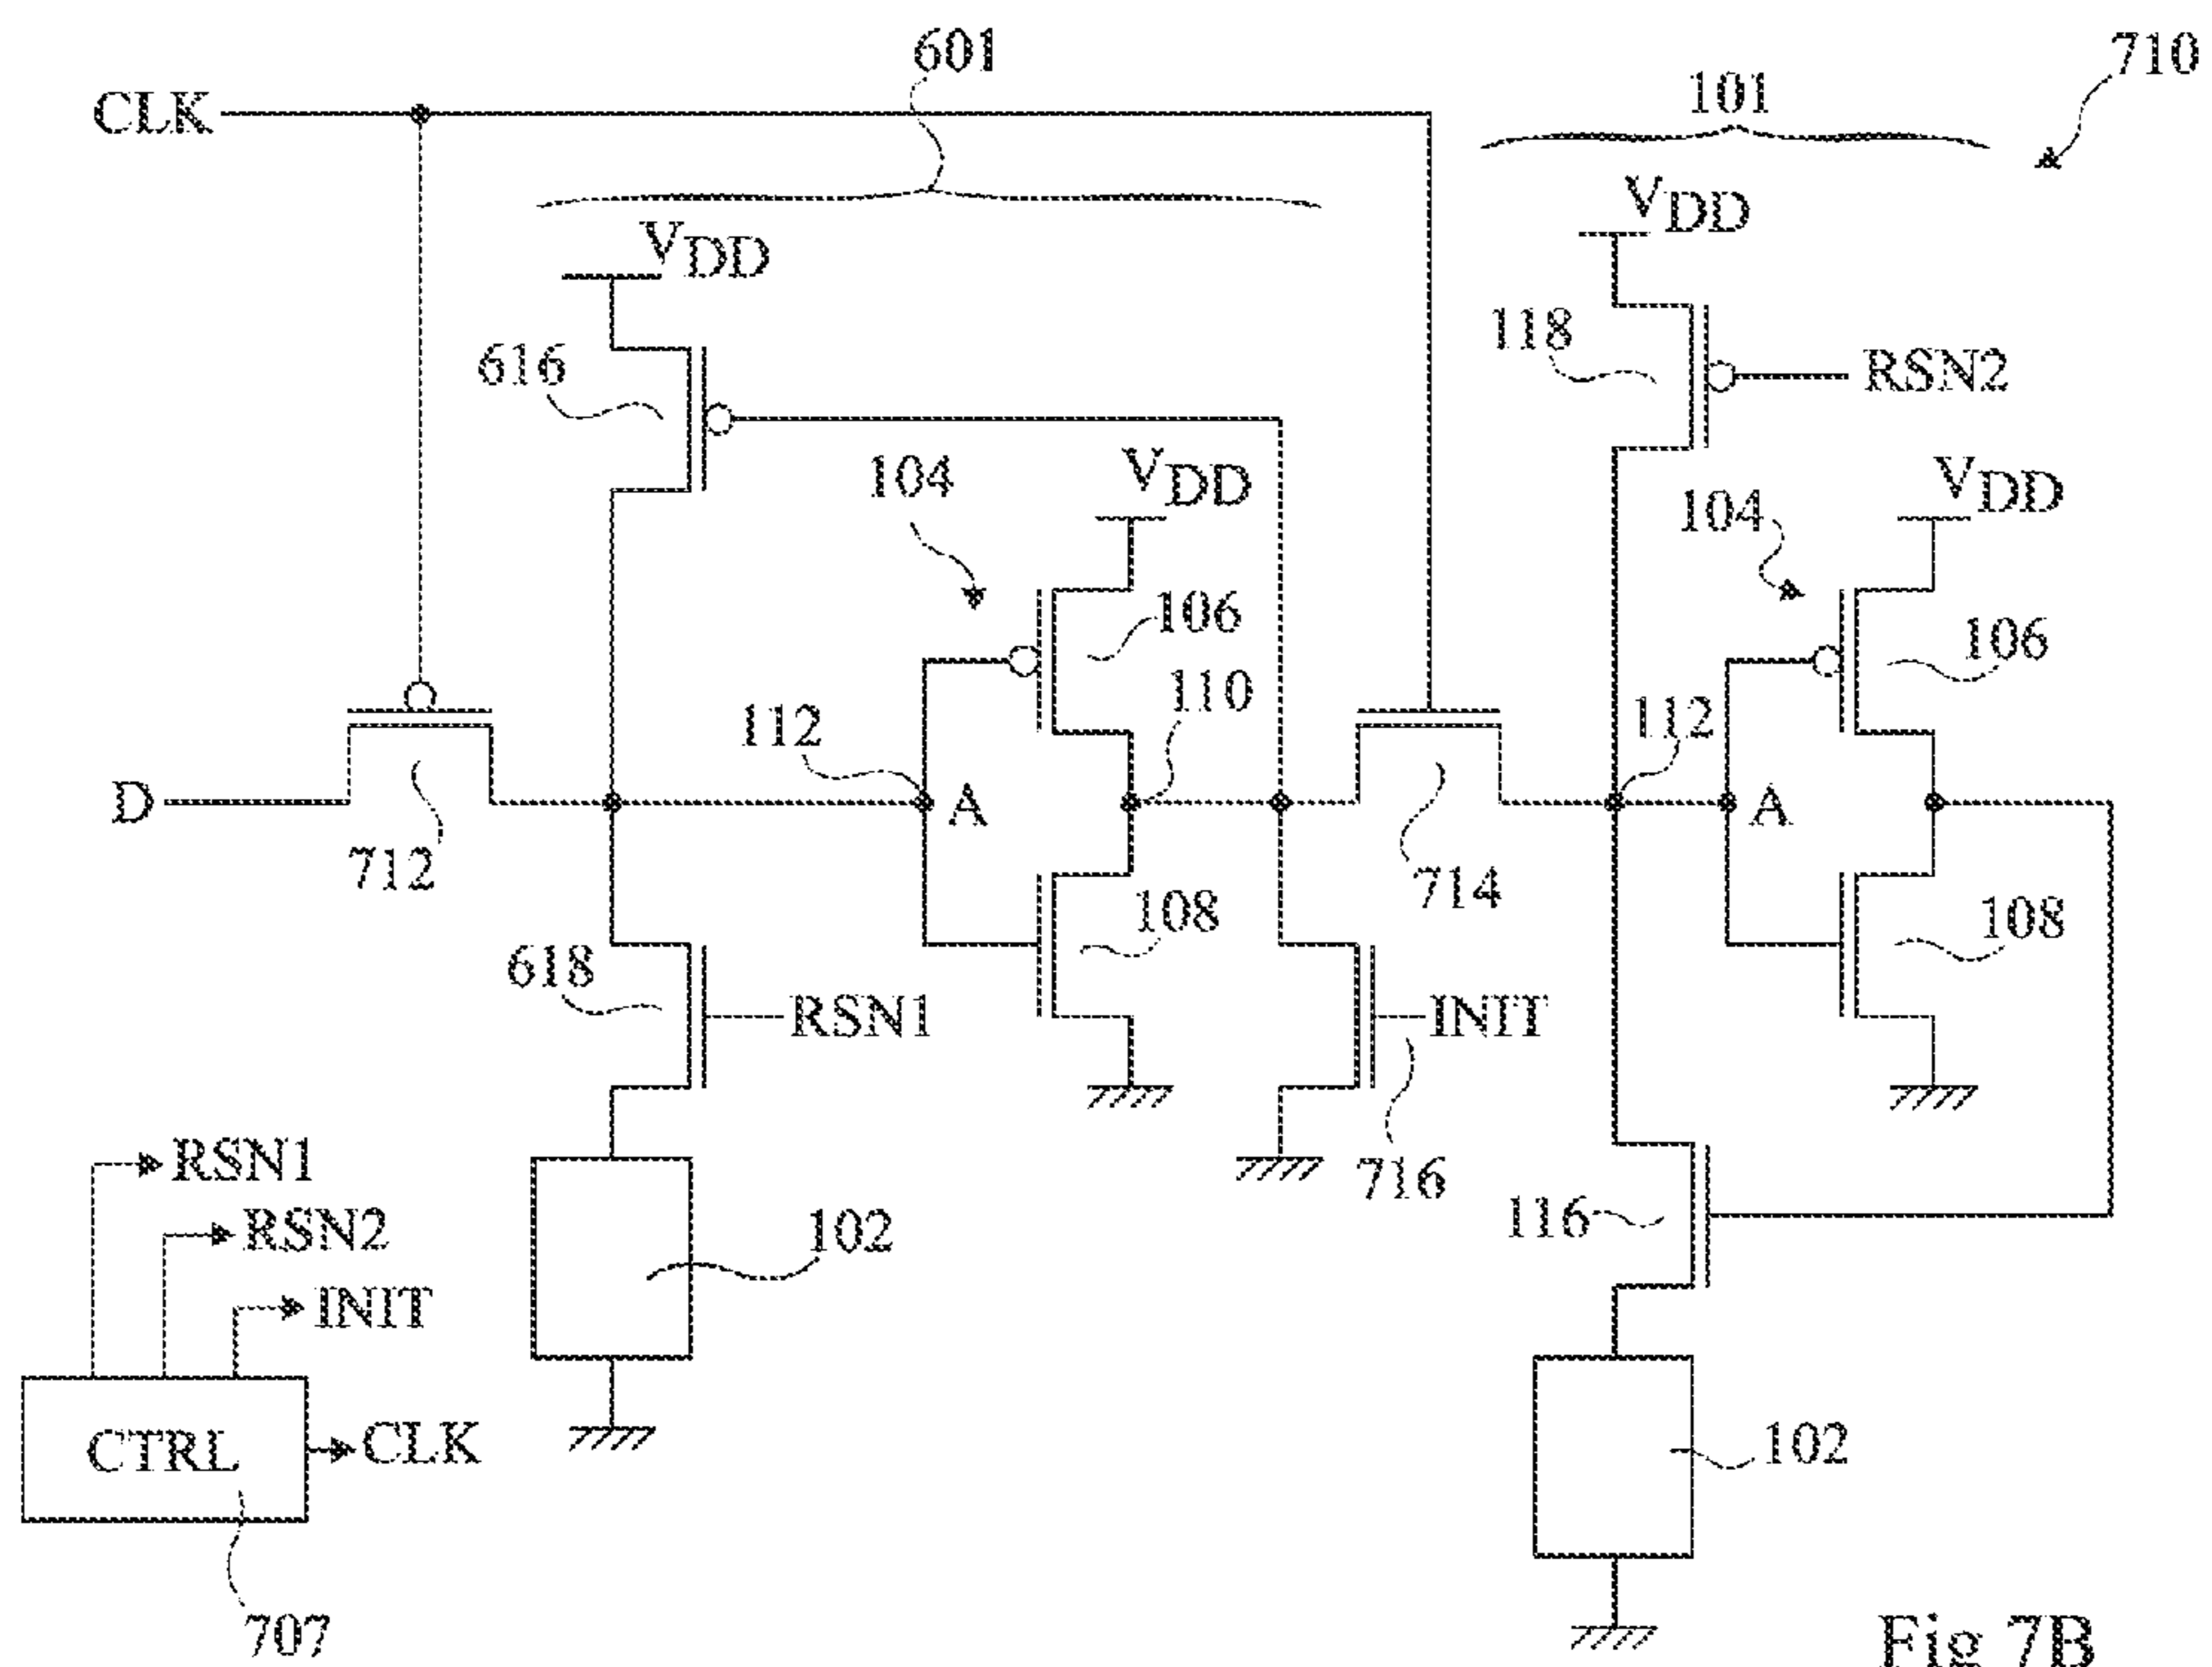 601
710
CLK
101
VDD
VDD
616
118
RSN2
104
VDD
104
VDD
106
106
110
112
112
D
A
A
712
714
108
108
618
RSN1
INIT
RSN1
716
RSN2
102
116
INIT
CTRL
CLK
102
707
Fig 7B